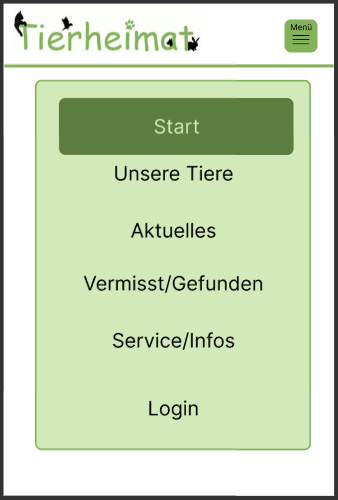 Tierheimat
Menü
Start
Unsere Tiere
Aktuelles
Vermisst/Gefunden
Service/Infos
Login